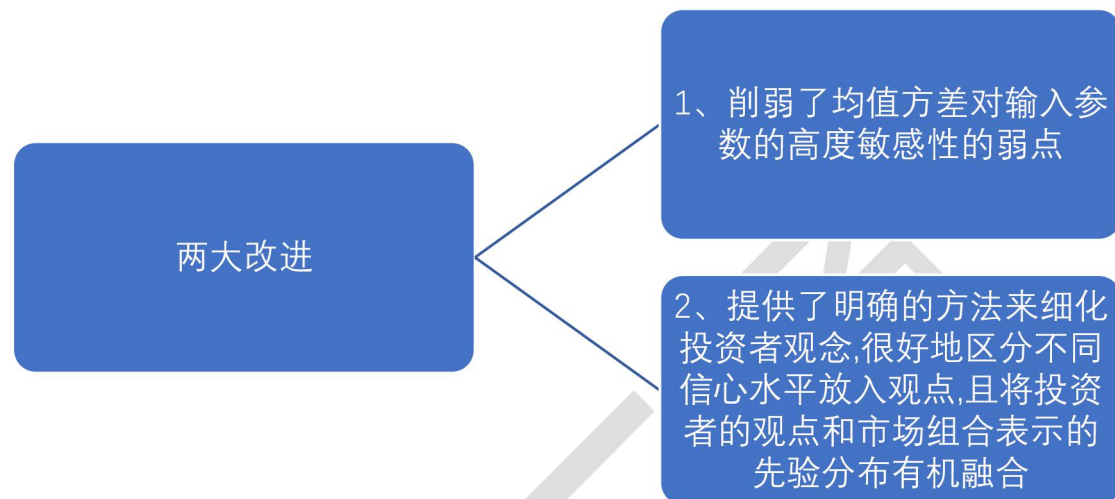 两大改进
1、削弱了均值方差对输入参
数的高度敏感性的弱点
2、提供了明确的方法来细化
投资者观念,很好地区分不同
信心水平放入观点,且将投资
者的观点和市场组合表示的
先验分布有机融合